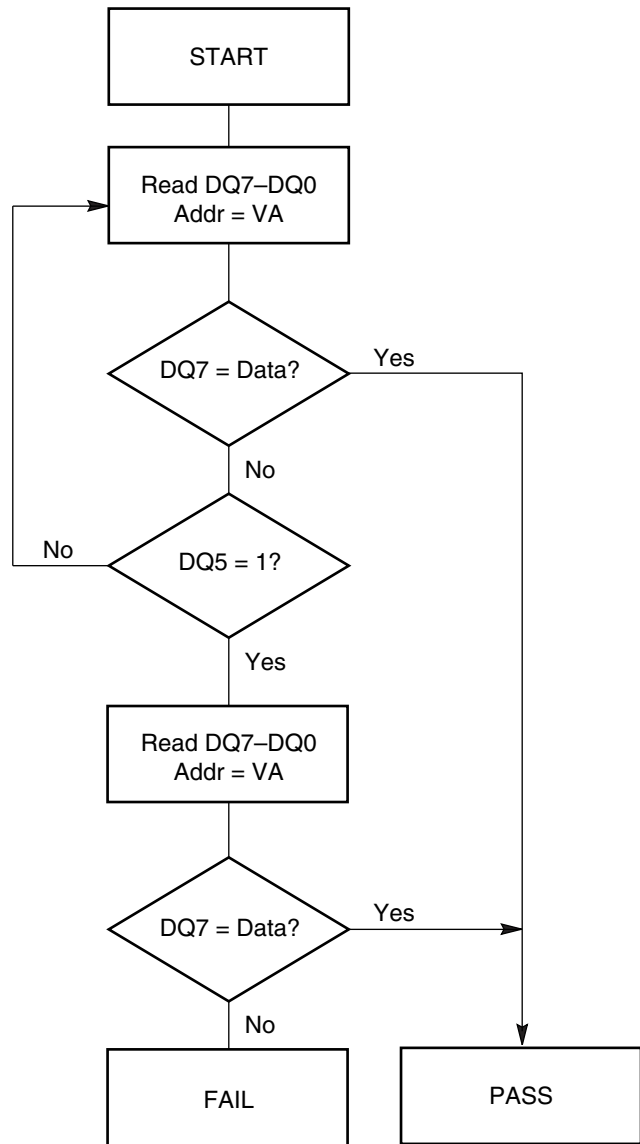 START
Read DQ7–DQ0
Addr = VA
DQ7 = Data?
Yes
No
No
DQ5 = 1?
Yes
Read DQ7–DQ0
Addr = VA
DQ7 = Data?
Yes
No
FAIL
PASS